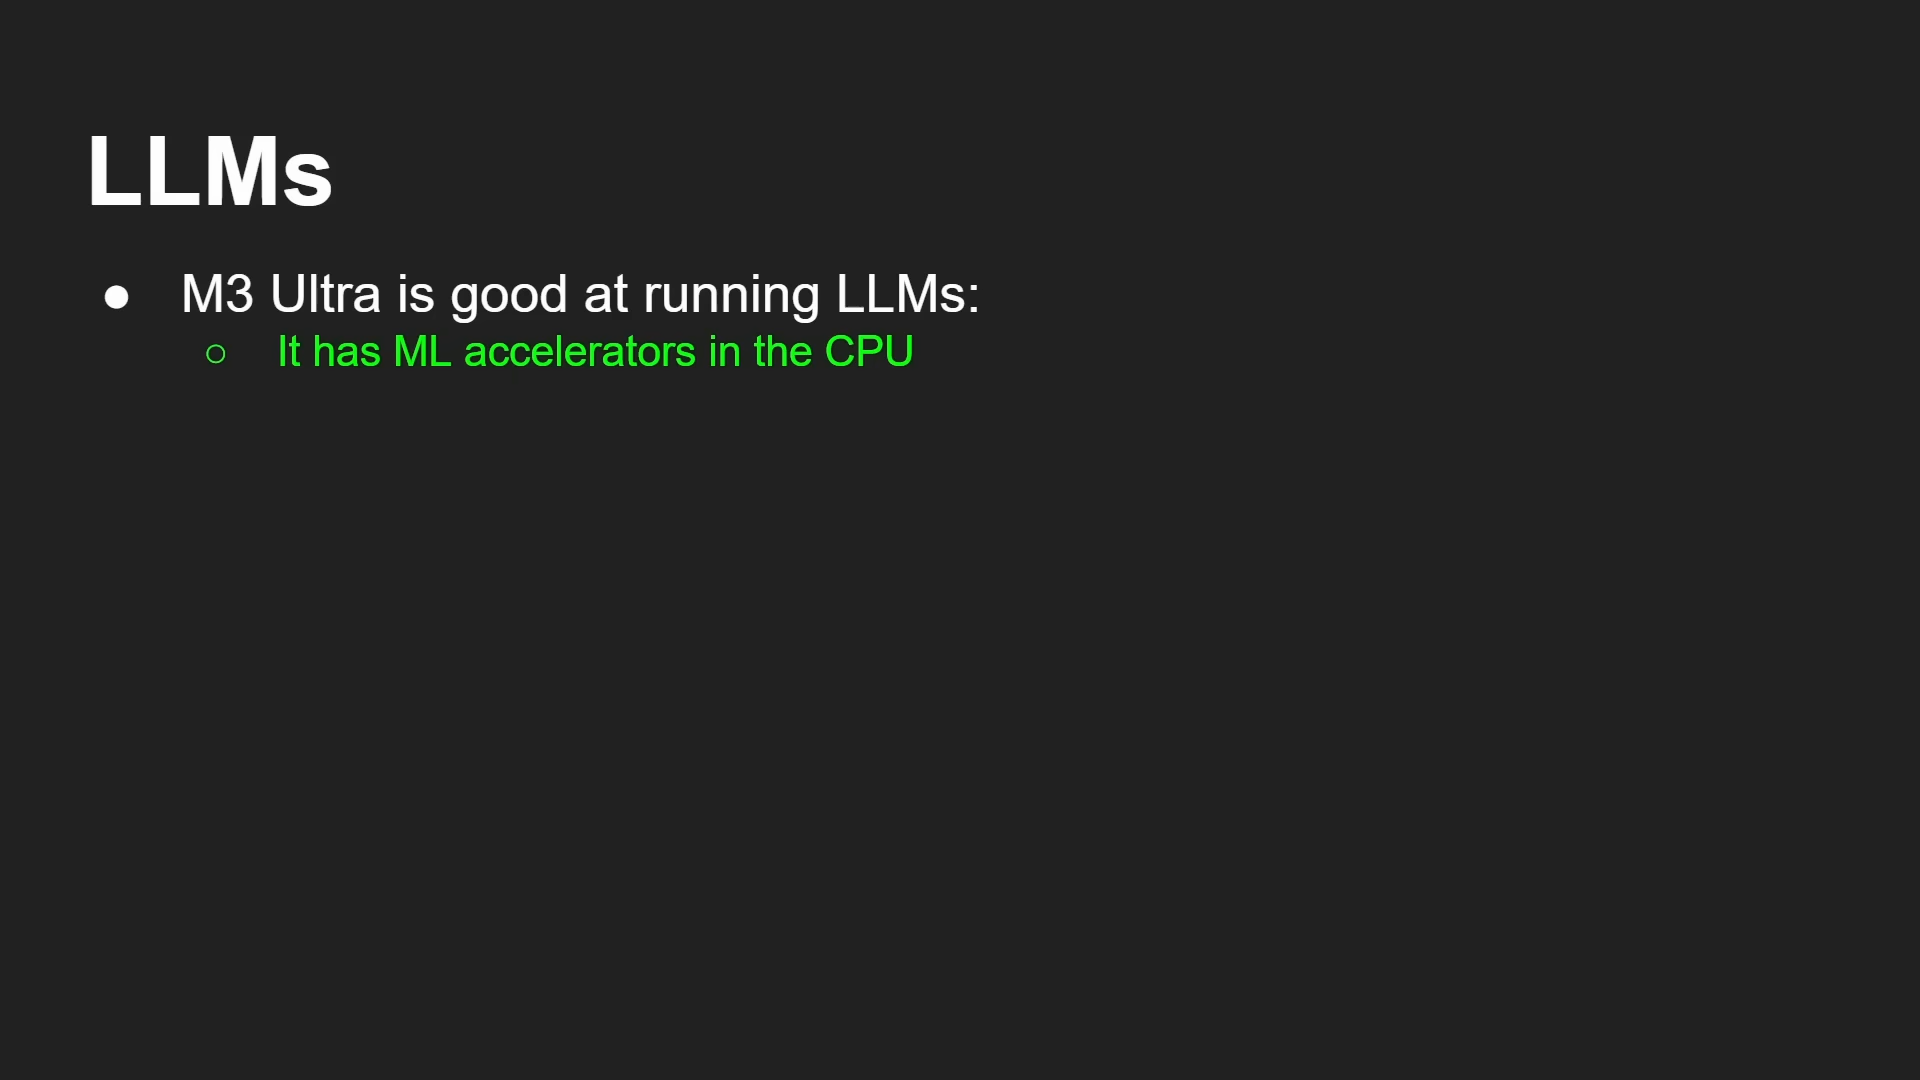 LLMs
● M3 Ultra is good at running LLMs:
○ It has ML accelerators in the CPU